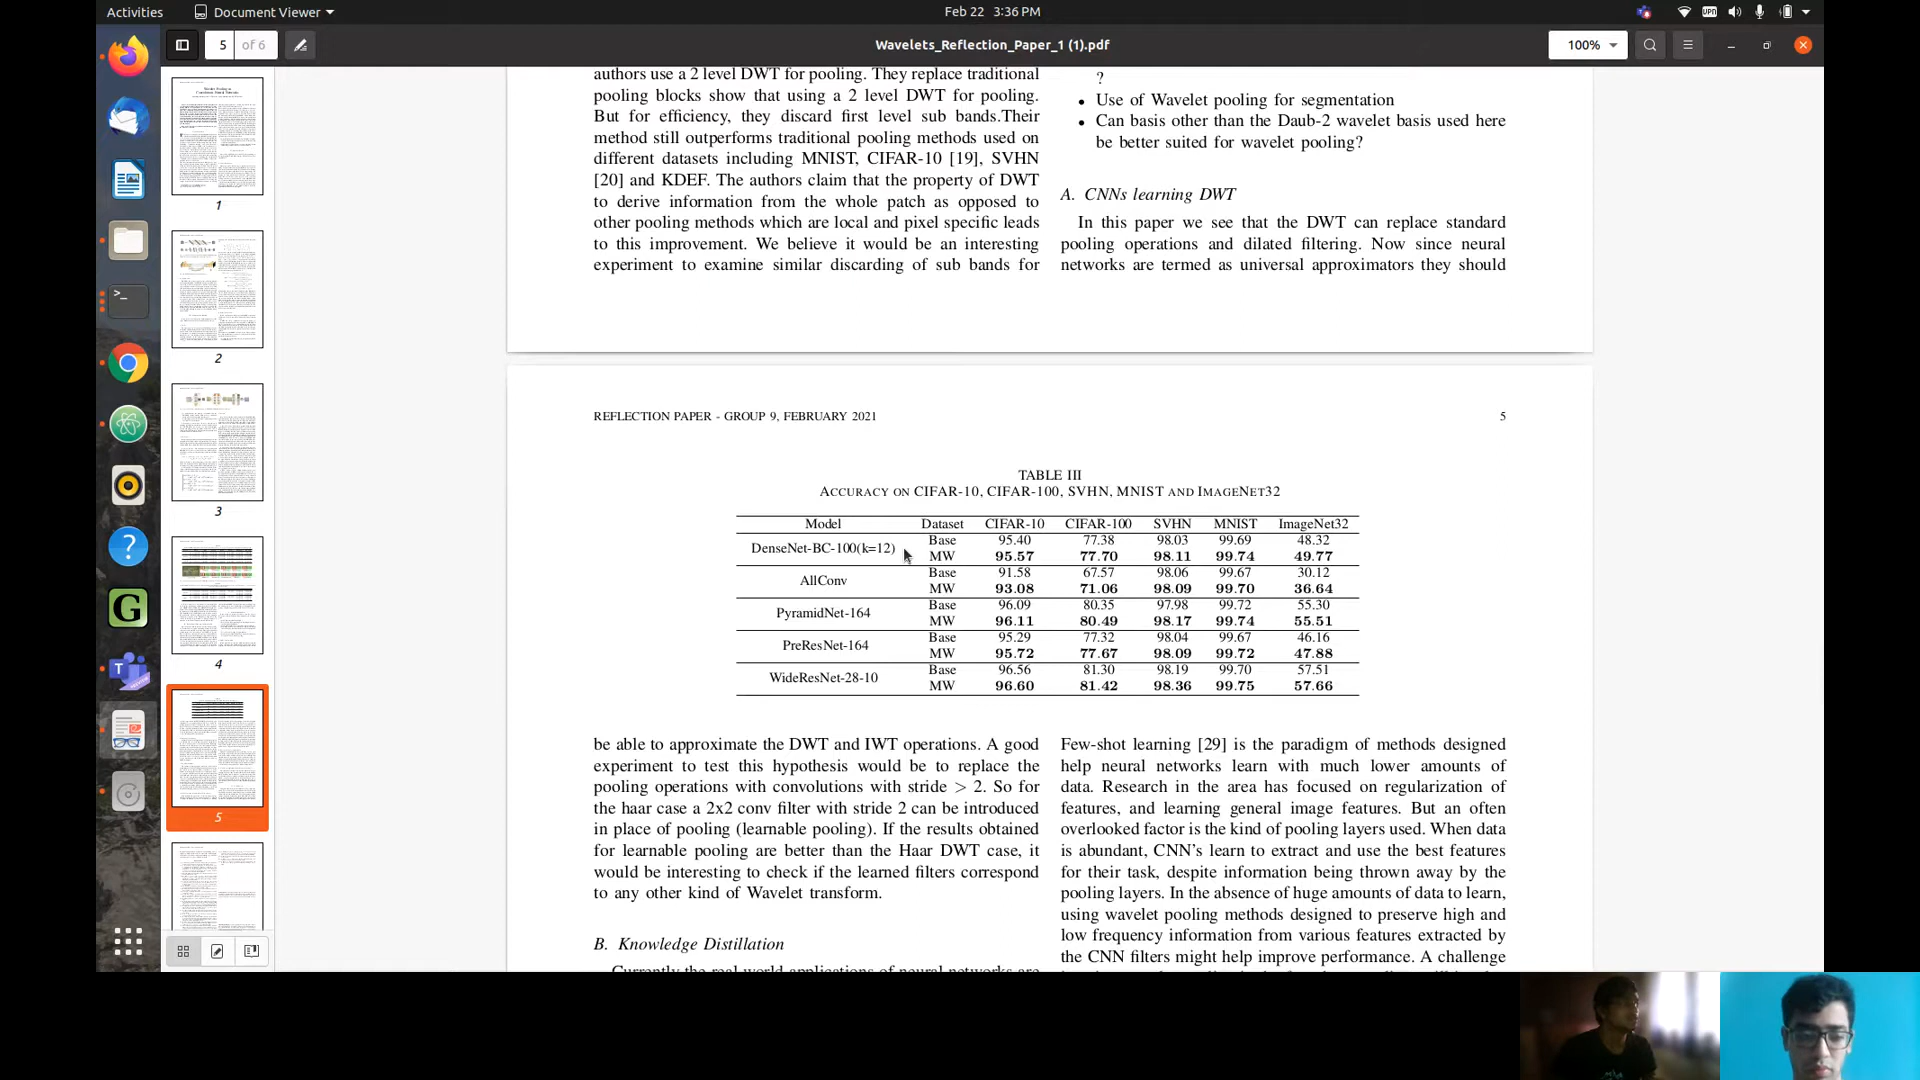 Activities
Document Viewer
Feb 22 3:36 PM
VPN
5
of 6
Wavelets_Reflection_Paper_1 (1).pdf
100%
1
2
3
4
5
authors use a 2 level DWT for pooling. They replace traditional
pooling blocks show that using a 2 level DWT for pooling.
But for efficiency, they discard first level sub bands.Their
method still outperforms traditional pooling methods used on
different datasets including MNIST, CIFAR-10 [19], SVHN
[20] and KDEF. The authors claim that the property of DWT
to derive information from the whole patch as opposed to
other pooling methods which are local and pixel specific leads
to this improvement. We believe it would be an interesting
experiment to examine similar discarding of sub bands for
?
• Use of Wavelet pooling for segmentation
• Can basis other than the Daub-2 wavelet basis used here
be better suited for wavelet pooling?
A. CNNs learning DWT
In this paper we see that the DWT can replace standard
pooling operations and dilated filtering. Now since neural
networks are termed as universal approximators they should
REFLECTION PAPER - GROUP 9, FEBRUARY 2021
5
TABLE III
ACCURACY ON CIFAR-10, CIFAR-100, SVHN, MNIST AND IMAGENET32
Model Dataset CIFAR-10 CIFAR-100 SVHN MNIST ImageNet32
DenseNet-BC-100(k=12) Base 95.40 77.38 98.03 99.69 48.32
MW 95.57 77.70 98.11 99.74 49.77
AllConv Base 91.58 67.57 98.06 99.67 30.12
MW 93.08 71.06 98.09 99.70 36.64
PyramidNet-164 Base 96.09 80.35 97.98 99.72 55.30
MW 96.11 80.49 98.17 99.74 55.51
PreResNet-164 Base 95.29 77.32 98.04 99.67 46.16
MW 95.72 77.67 98.09 99.72 47.88
WideResNet-28-10 Base 96.56 81.30 98.19 99.70 57.51
MW 96.60 81.42 98.36 99.75 57.66
be able to approximate the DWT and IWT operations. A good
experiment to test this hypothesis would be to replace the
pooling operations with convolutions with stride > 2. So for
the haar case a 2x2 conv filter with stride 2 can be introduced
in place of pooling (learnable pooling). If the results obtained
for learnable pooling are better than the Haar DWT case, it
would be interesting to check if the learned filters correspond
to any other kind of Wavelet transform.
B. Knowledge Distillation
Currently the real world applications of neural networks are
Few-shot learning [29] is the paradigm of methods designed
help neural networks learn with much lower amounts of
data. Research in the area has focused on regularization of
features, and learning general image features. But an often
overlooked factor is the kind of pooling layers used. When data
is abundant, CNN's learn to extract and use the best features
for their task, despite information being thrown away by the
pooling layers. In the absence of huge amounts of data to learn,
using wavelet pooling methods designed to preserve high and
low frequency information from various features extracted by
the CNN filters might help improve performance. A challenge